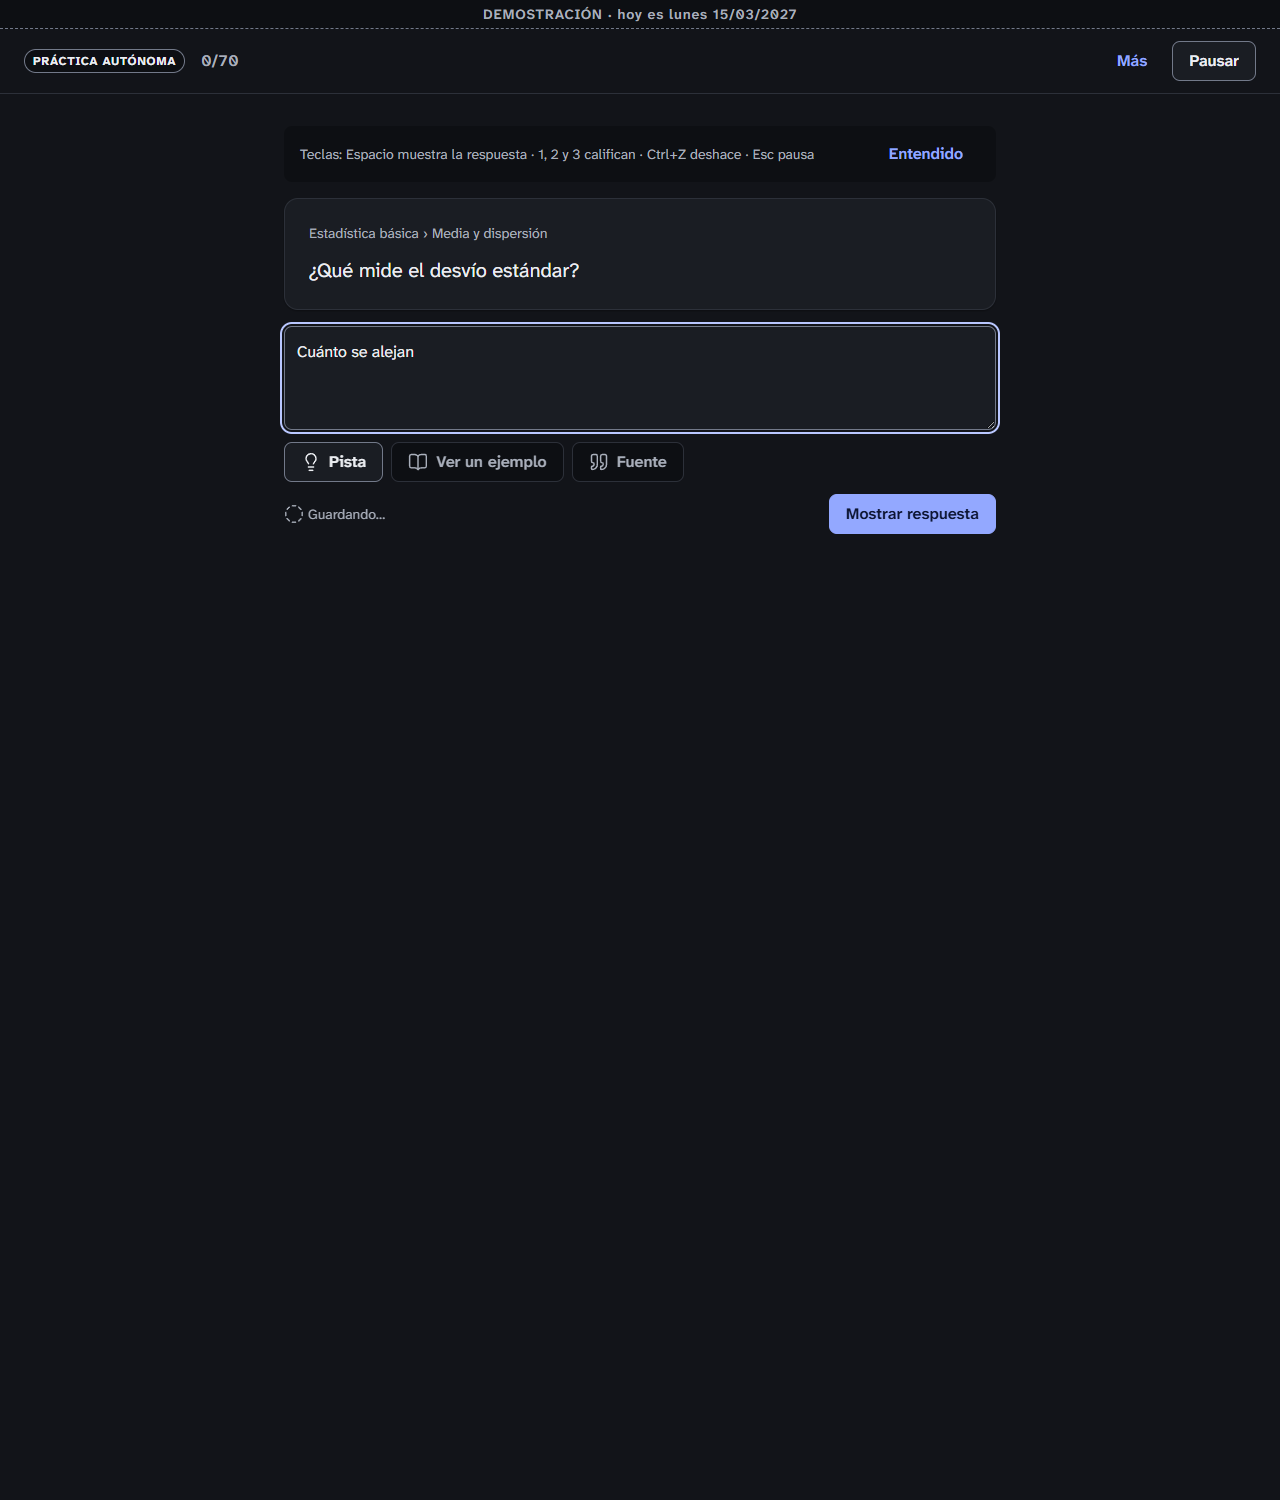 DEMOSTRACIÓN · hoy es lunes 15/03/2027
PRÁCTICA AUTÓNOMA 0/70 Más Pausar
Teclas: Espacio muestra la respuesta · 1, 2 y 3 califican · Ctrl+Z deshace · Esc pausa Entendido
Estadística básica › Media y dispersión
¿Qué mide el desvío estándar?
Cuánto se alejan
Pista Ver un ejemplo Fuente
Guardando... Mostrar respuesta